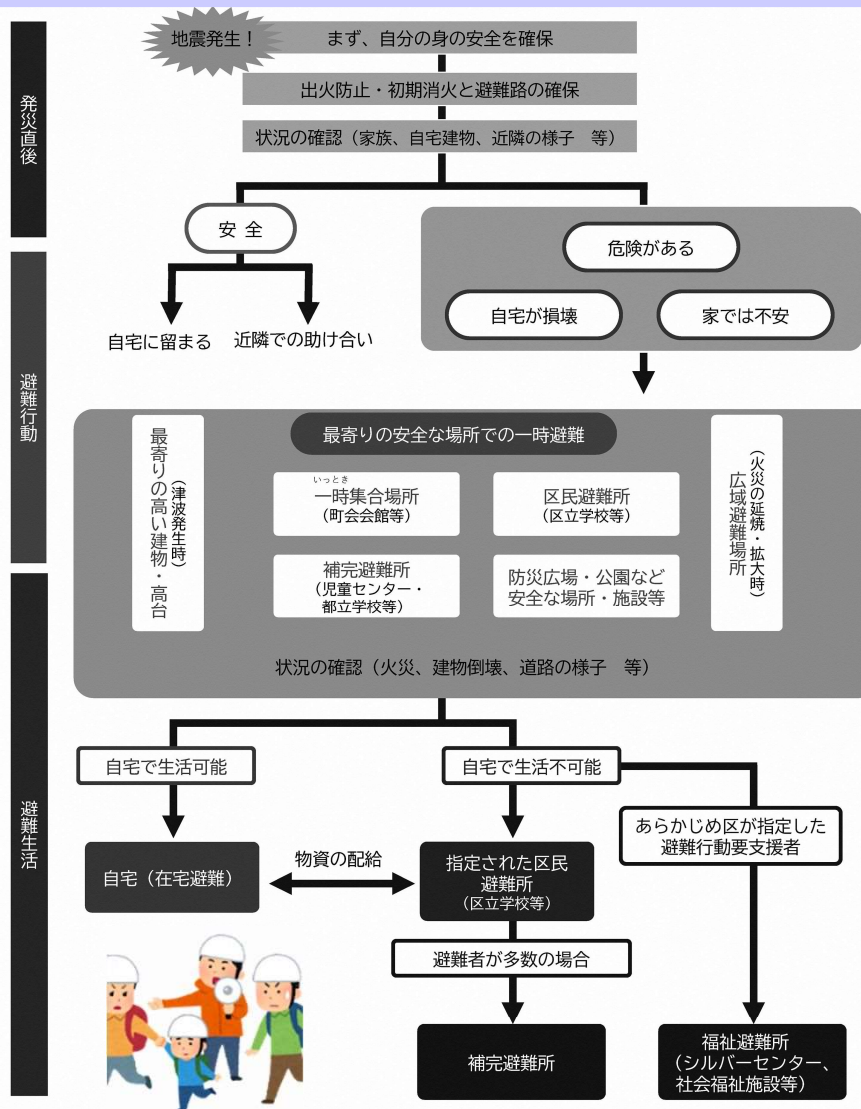 地震発生！
まず、自分の身の安全を確保
出火防止・初期消火と避難路の確保
状況の確認（家族、自宅建物、近隣の様子　等）
発災直後
安 全
危険がある
自宅が損壊
家では不安
自宅に留まる
近隣での助け合い
避難行動
最寄りの安全な場所での一時避難
（津波発生時）
最寄りの高い建物・高台
いっとき
一時集合場所
（町会会館等）
区民避難所
（区立学校等）
補完避難所
（児童センター・
都立学校等）
防災広場・公園など
安全な場所・施設等
（火災の延焼・拡大時）
広域避難場所
状況の確認（火災、建物倒壊、道路の様子　等）
避難生活
自宅で生活可能
自宅で生活不可能
あらかじめ区が指定した
避難行動要支援者
自宅（在宅避難）
物資の配給
指定された区民
避難所
（区立学校等）
避難者が多数の場合
補完避難所
福祉避難所
（シルバーセンター、
社会福祉施設等）